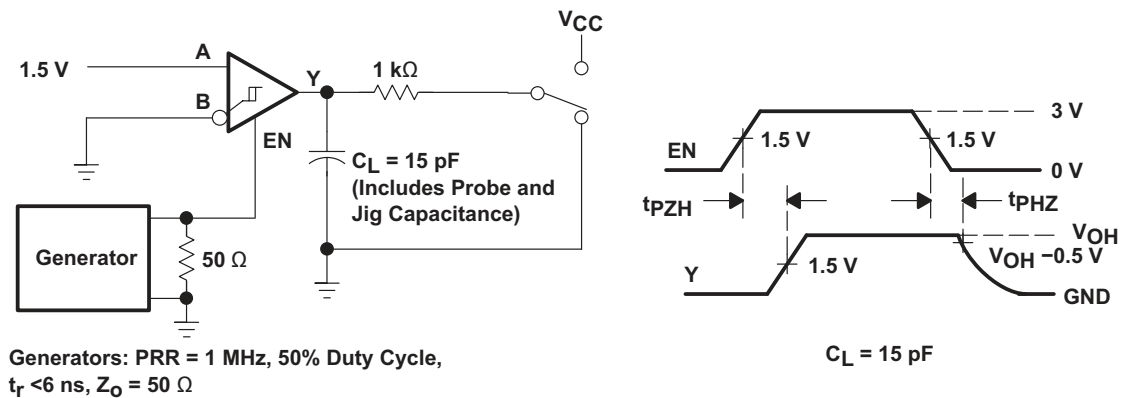 VCC
A
1.5 V
Y
1 kΩ
B
EN
CL = 15 pF
(Includes Probe and
Jig Capacitance)
Generator
50 Ω
Generators: PRR = 1 MHz, 50% Duty Cycle,
tr <6 ns, Zo = 50 Ω
3 V
1.5 V
1.5 V
EN
0 V
tPZH
tPHZ
VOH
VOH −0.5 V
1.5 V
Y
GND
CL = 15 pF